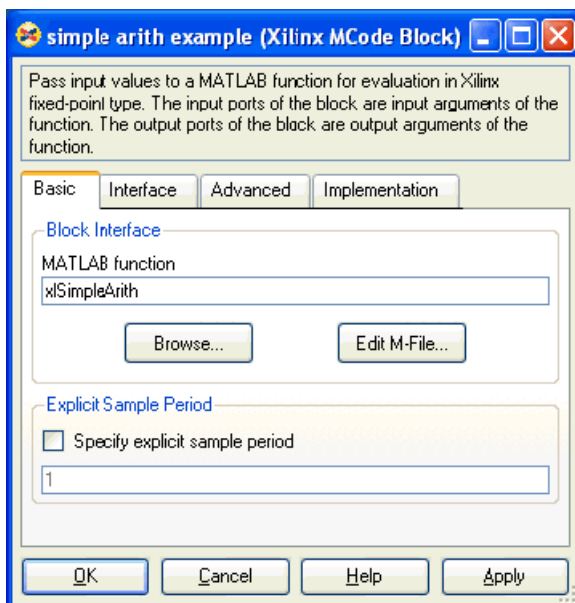 simple arith example (Xilinx MCode Block)
Pass input values to a MATLAB function for evaluation in Xilinx
fixed-point type. The input ports of the block are input arguments of the
function. The output ports of the block are output arguments of the
function.
Basic Interface Advanced Implementation
Block Interface
MATLAB function
xlSimpleArith
Browse... Edit M-File...
Explicit Sample Period
Specify explicit sample period
1
OK Cancel Help Apply